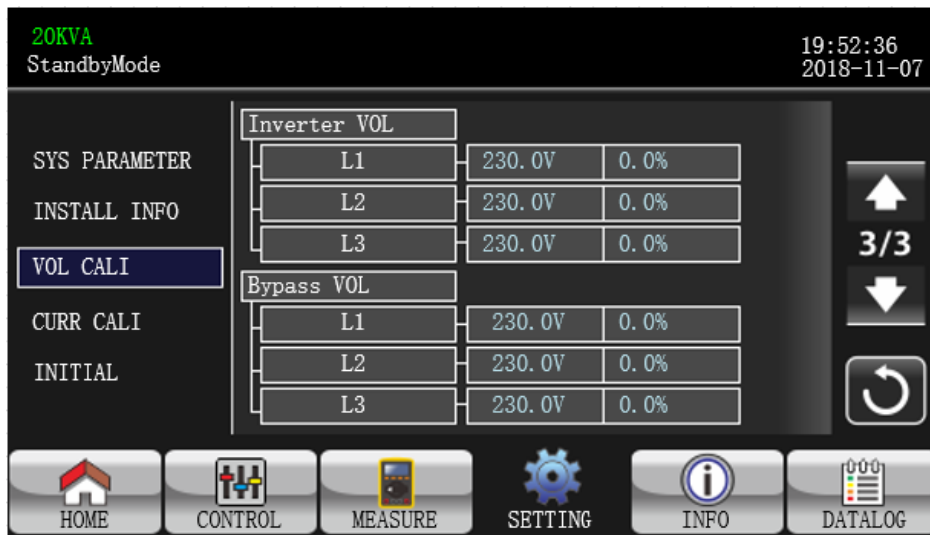 20KVA
StandbyMode
19:52:36
2018-11-07
SYS PARAMETER
INSTALL INFO
VOL CALI
CURR CALI
INITIAL
Inverter VOL
L1 230.0V 0.0%
L2 230.0V 0.0%
L3 230.0V 0.0%
Bypass VOL
L1 230.0V 0.0%
L2 230.0V 0.0%
L3 230.0V 0.0%
3/3
HOME CONTROL MEASURE SETTING INFO DATALOG